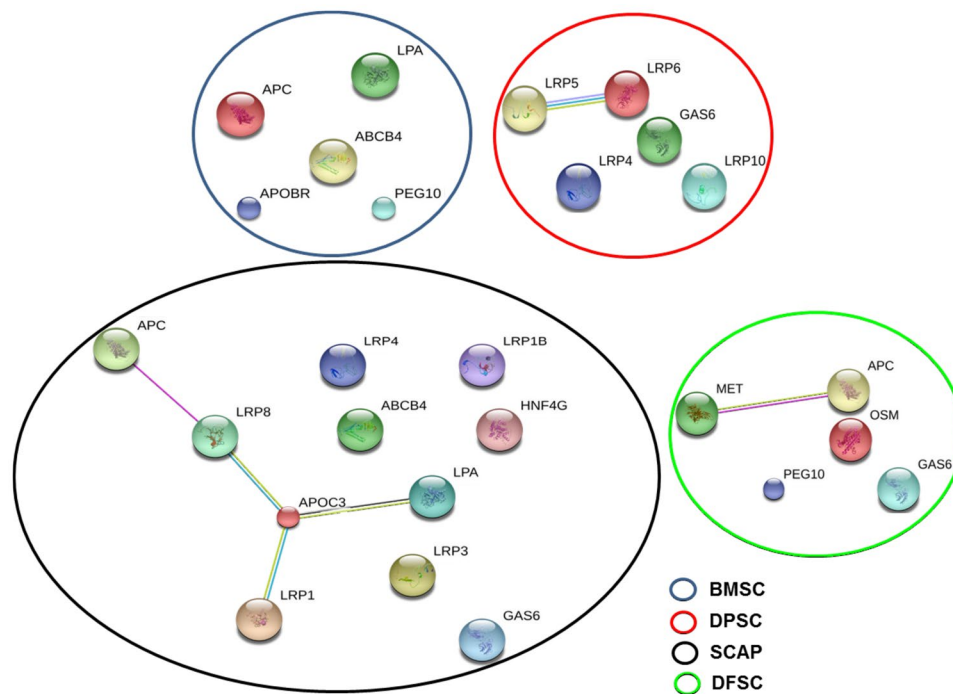 LPA
APC
ABCB4
APOBR
PEG10
LRP5
LRP6
GAS6
LRP4
LRP10
APC
LRP4
LRP1B
LRP8
ABCB4
HNF4G
APOC3
LPA
LRP3
LRP1
GAS6
MET
APC
OSM
PEG10
GAS6
BMSC
DPSC
SCAP
DFSC